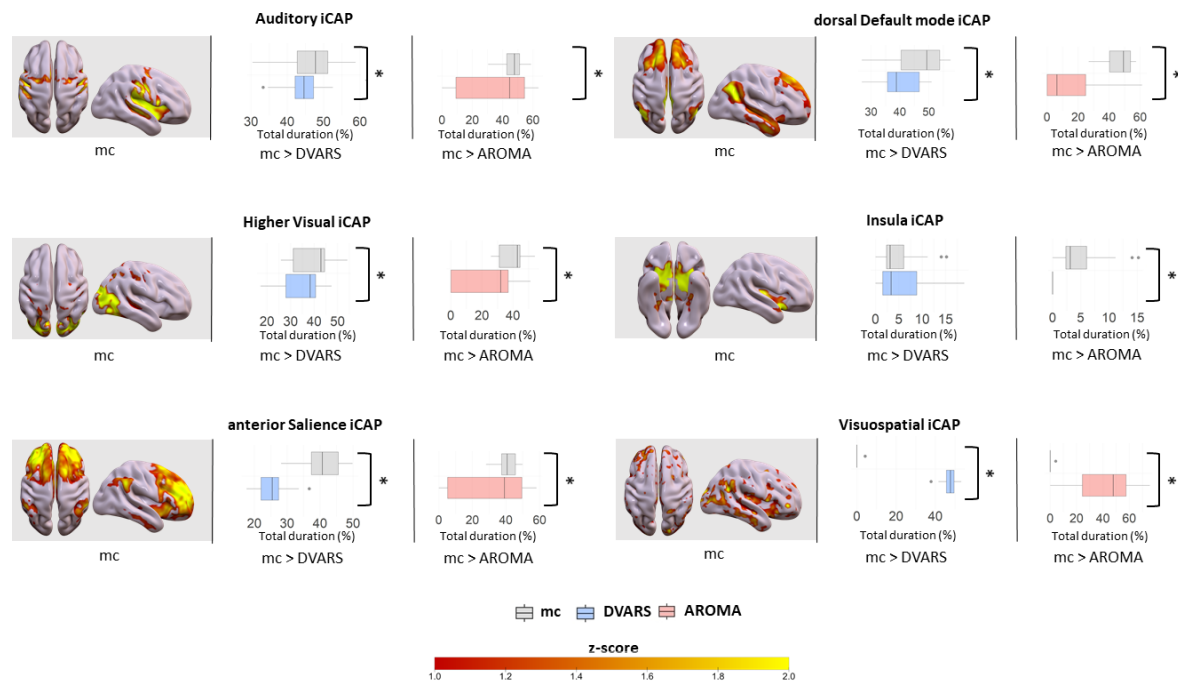 Auditory iCAP
*
*
30 40 50 60
0 20 40 60
Total duration (%)
Total duration (%)
mc
mc > DVARS
mc > AROMA
dorsal Default mode iCAP
*
*
30 40 50
0 20 40 60
Total duration (%)
Total duration (%)
mc
mc > DVARS
mc > AROMA
Higher Visual iCAP
*
*
20 30 40 50
0 20 40
Total duration (%)
Total duration (%)
mc
mc > DVARS
mc > AROMA
Insula iCAP
0 5 10 15
0 5 10 15
Total duration (%)
Total duration (%)
mc
mc > DVARS
mc > AROMA
*
anterior Salience iCAP
*
*
20 30 40 50
0 20 40 60
Total duration (%)
Total duration (%)
mc
mc > DVARS
mc > AROMA
Visuospatial iCAP
*
*
0 20 40
0 20 40 60
Total duration (%)
Total duration (%)
mc
mc > DVARS
mc > AROMA
mc DVARS AROMA
z-score
1.0 1.2 1.4 1.6 1.8 2.0